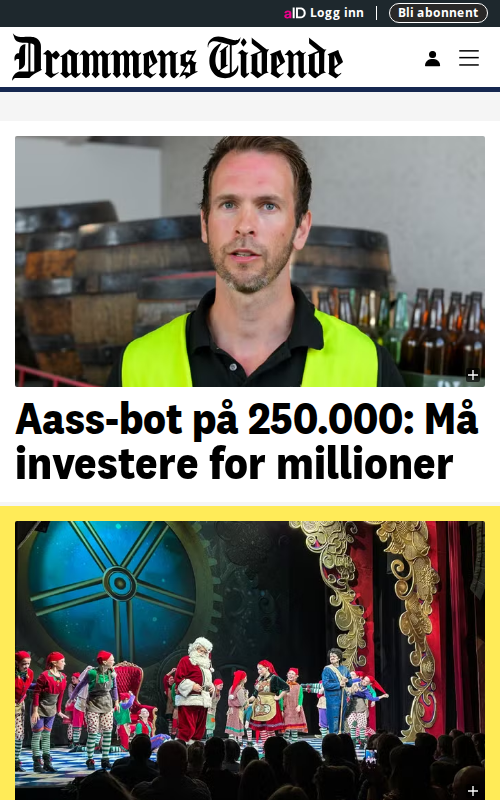 aID Logg inn
Bli abonnent
Drammens Tidende
Aass-bot på 250.000: Må
investere for millioner